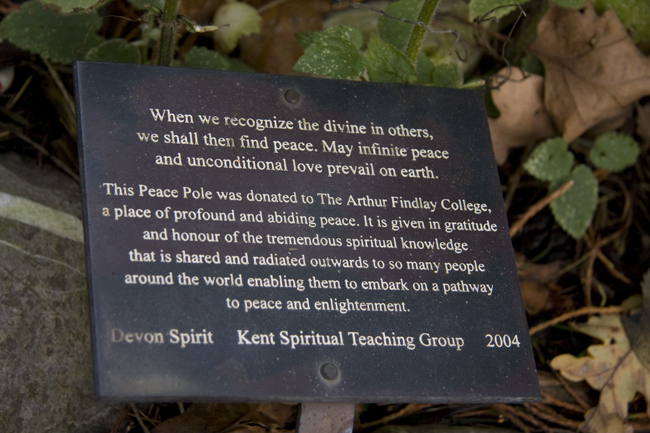 When we recognize the divine in others,
we shall then find peace. May infinite peace
and unconditional love prevail on earth.
This Peace Pole was donated to The Arthur Findlay College,
a place of profound and abiding peace. It is given in gratitude
and honour of the tremendous spiritual knowledge
that is shared and radiated outwards to so many people
around the world enabling them to embark on a pathway
to peace and enlightenment.
Devon Spirit Kent Spiritual Teaching Group 2004